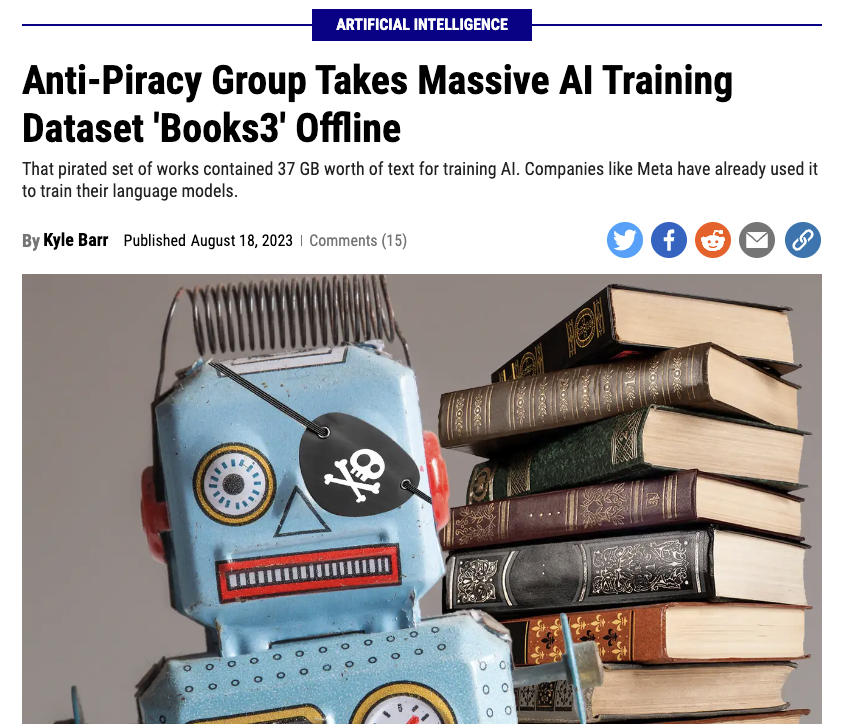 ARTIFICIAL INTELLIGENCE
Anti-Piracy Group Takes Massive AI Training
Dataset 'Books3' Offline
That pirated set of works contained 37 GB worth of text for training AI. Companies like Meta have already used it
to train their language models.
By Kyle Barr Published August 18, 2023 | Comments (15)